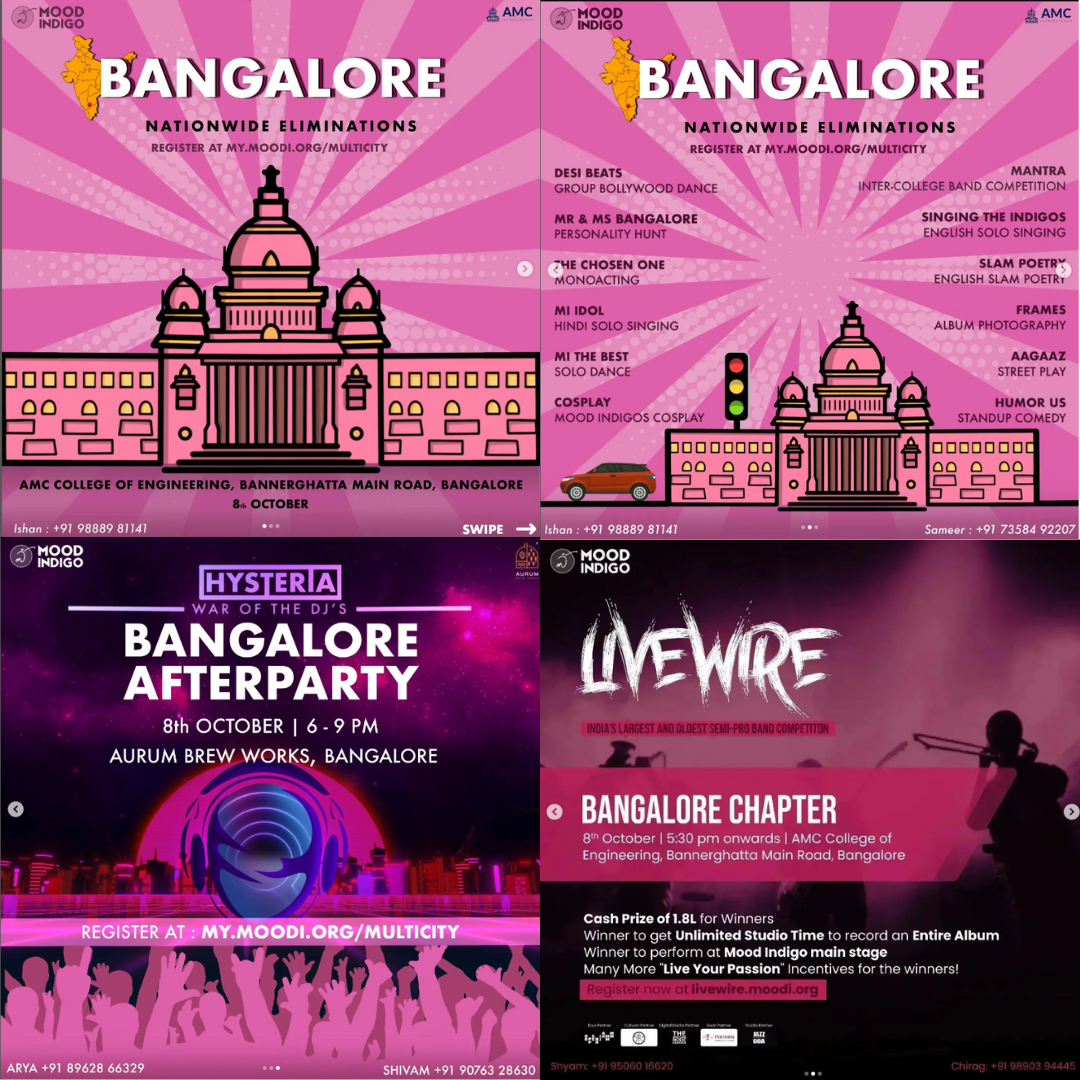 MOOD
INDIGO
AMC
BANGALORE
NATIONWIDE ELIMINATIONS
REGISTER AT MY.MOODI.ORG/MULTICITY
AMC COLLEGE OF ENGINEERING, BANNERGHATTA MAIN ROAD, BANGALORE
8th OCTOBER
Ishan : +91 98889 81141
SWIPE
MOOD
INDIGO
AMC
BANGALORE
NATIONWIDE ELIMINATIONS
REGISTER AT MY.MOODI.ORG/MULTICITY
DESI BEATS
GROUP BOLLYWOOD DANCE
MR & MS BANGALORE
PERSONALITY HUNT
THE CHOSEN ONE
MONOACTING
MI IDOL
HINDI SOLO SINGING
MI THE BEST
SOLO DANCE
COSPLAY
MOOD INDIGOS COSPLAY
MANTRA
INTER-COLLEGE BAND COMPETITION
SINGING THE INDIGOS
ENGLISH SOLO SINGING
SLAM POETRY
ENGLISH SLAM POETRY
FRAMES
ALBUM PHOTOGRAPHY
AAGAAZ
STREET PLAY
HUMOR US
STANDUP COMEDY
Ishan : +91 98889 81141
Sameer : +91 73584 92207
MOOD
INDIGO
AURUM
HYSTERIA
WAR OF THE DJ'S
BANGALORE
AFTERPARTY
8th OCTOBER | 6 - 9 PM
AURUM BREW WORKS, BANGALORE
REGISTER AT : MY.MOODI.ORG/MULTICITY
ARYA +91 89628 66329
SHIVAM +91 90763 28630
MOOD
INDIGO
LIVEWIRE
INDIA'S LARGEST AND OLDEST SEMI-PRO BAND COMPETITON
BANGALORE CHAPTER
8th October | 5:30 pm onwards | AMC College of
Engineering, Bannerghatta Main Road, Bangalore
Cash Prize of 1.8L for Winners
Winner to get Unlimited Studio Time to record an Entire Album
Winner to perform at Mood Indigo main stage
Many More "Live Your Passion" Incentives for the winners!
Register now at livewire.moodi.org
Shyam: +91 95060 16620
Chirag: +91 98903 94445